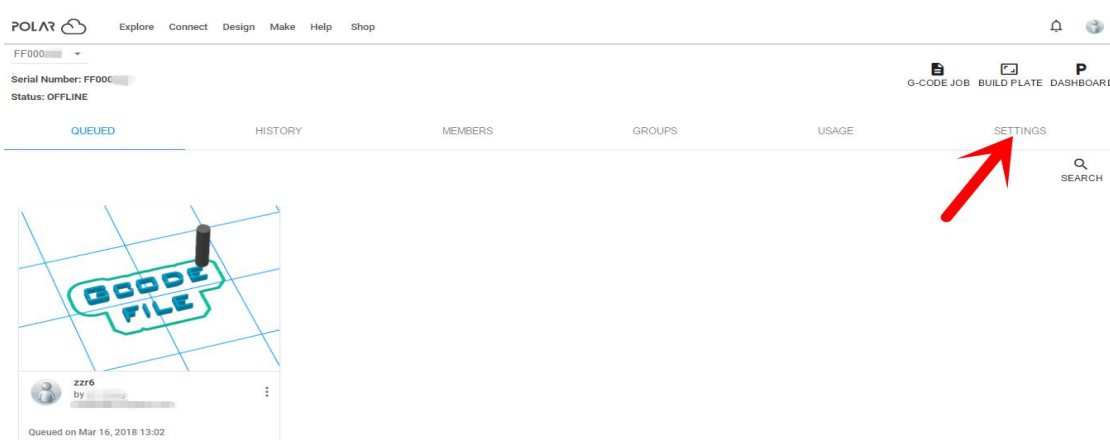 POLAR Explore Connect Design Make Help Shop
FF000
Serial Number: FF000
Status: OFFLINE
G-CODE JOB BUILD PLATE DASHBOARD
QUEUED HISTORY MEMBERS GROUPS USAGE SETTINGS
SEARCH
GCODE
FILE
zzr6
by
Queued on Mar 16, 2018 13:02